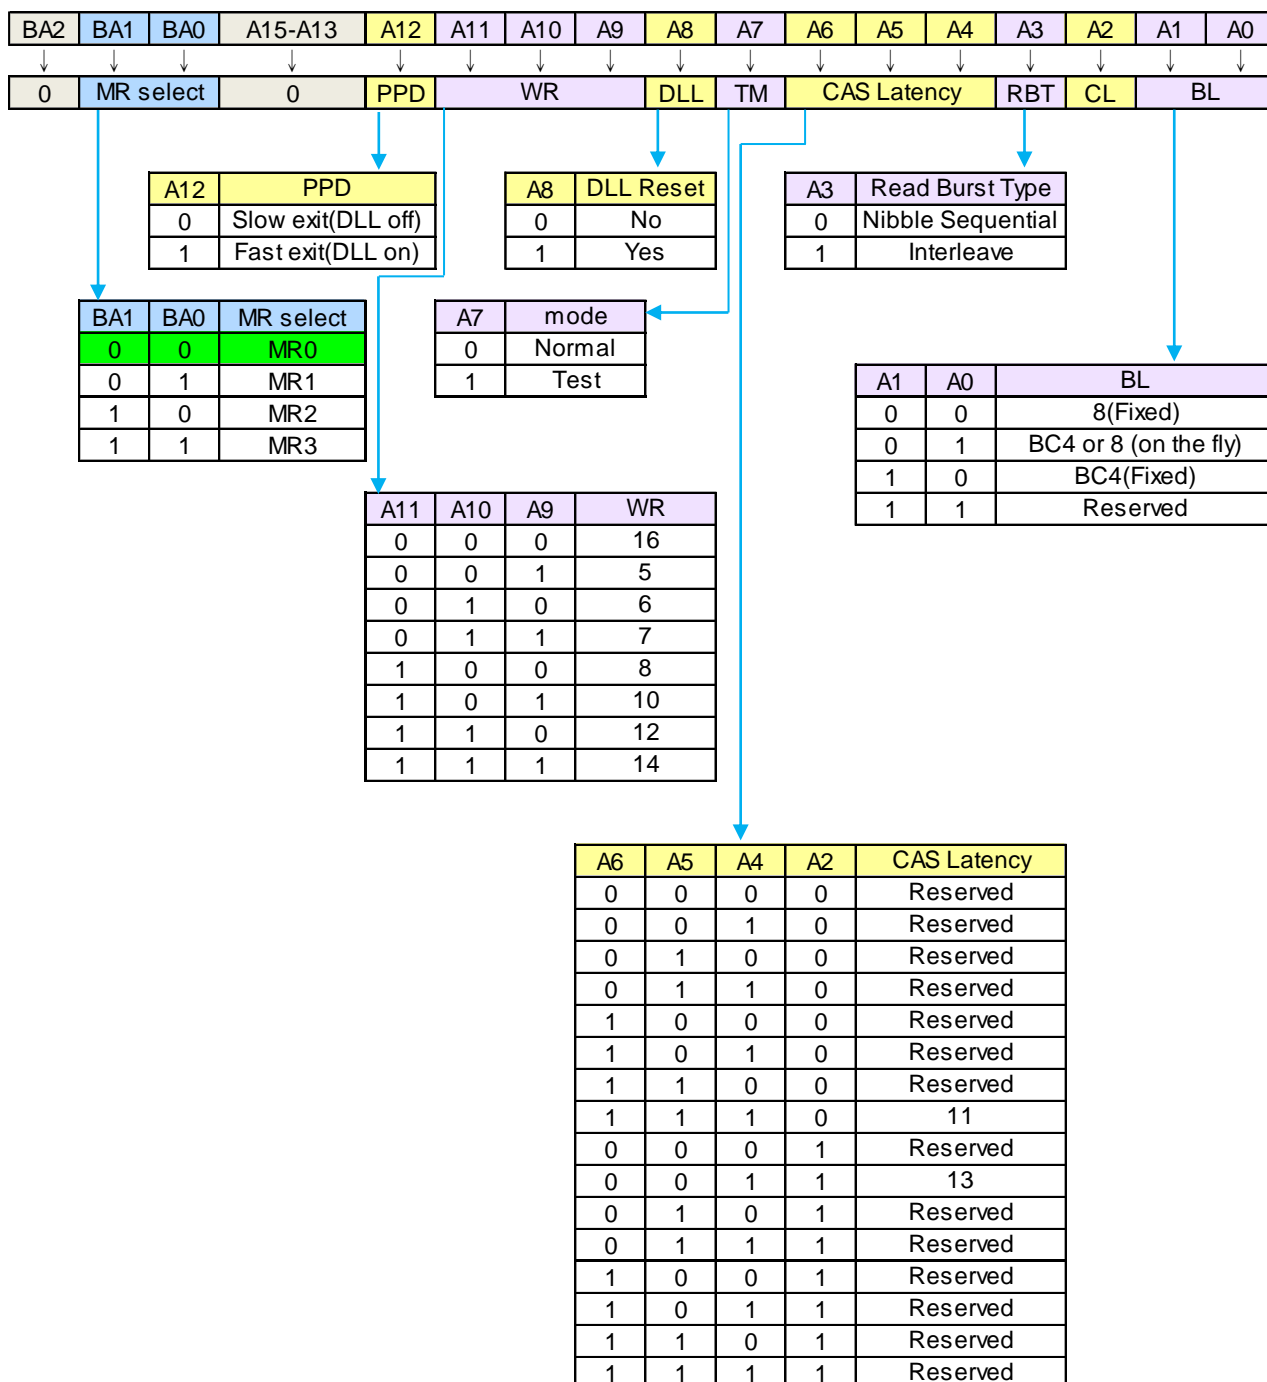 BA2 BA1 BA0 A15-A13 A12 A11 A10 A9 A8 A7 A6 A5 A4 A3 A2 A1 A0
0 MR select 0 PPD WR DLL TM CAS Latency RBT CL BL
A12 PPD
0 Slow exit(DLL off)
1 Fast exit(DLL on)
A8 DLL Reset
0 No
1 Yes
A3 Read Burst Type
0 Nibble Sequential
1 Interleave
BA1 BA0 MR select
0 0 MR0
0 1 MR1
1 0 MR2
1 1 MR3
A7 mode
0 Normal
1 Test
A1 A0 BL
0 0 8(Fixed)
0 1 BC4 or 8 (on the fly)
1 0 BC4(Fixed)
1 1 Reserved
A11 A10 A9 WR
0 0 0 16
0 0 1 5
0 1 0 6
0 1 1 7
1 0 0 8
1 0 1 10
1 1 0 12
1 1 1 14
A6 A5 A4 A2 CAS Latency
0 0 0 0 Reserved
0 0 1 0 Reserved
0 1 0 0 Reserved
0 1 1 0 Reserved
1 0 0 0 Reserved
1 0 1 0 Reserved
1 1 0 0 Reserved
1 1 1 0 11
0 0 0 1 Reserved
0 0 1 1 13
0 1 0 1 Reserved
0 1 1 1 Reserved
1 0 0 1 Reserved
1 0 1 1 Reserved
1 1 0 1 Reserved
1 1 1 1 Reserved